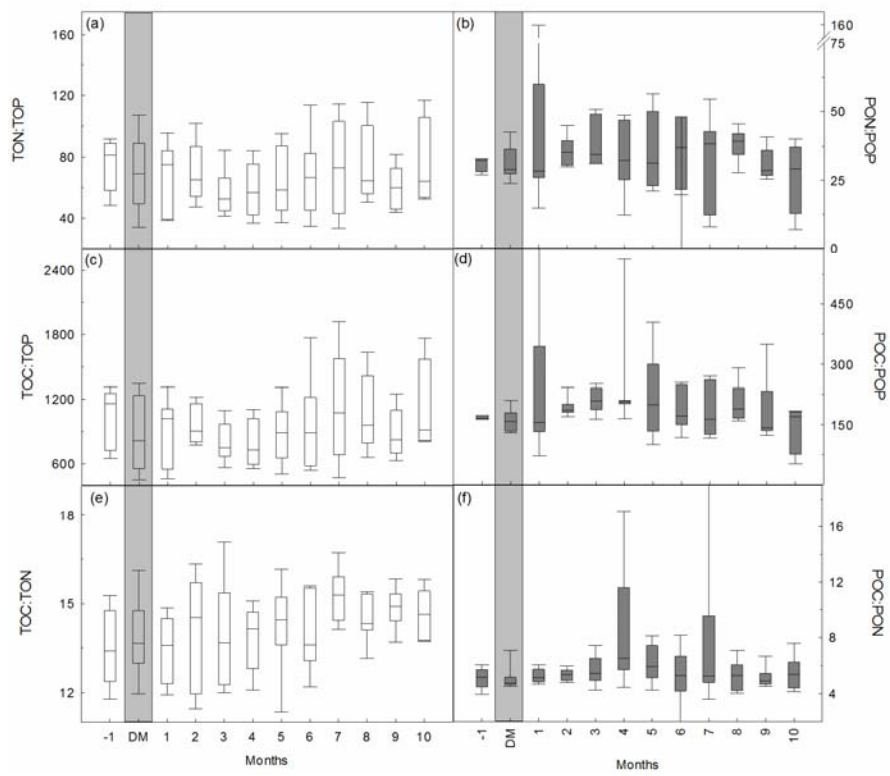 (a)
(b)
160
120
80
40
TON:TOP
160
75
50
25
0
PON:POP
(c)
(d)
2400
1800
1200
600
TOC:TOP
450
300
150
POC:POP
(e)
(f)
18
15
12
TOC:TON
16
12
8
4
POC:PON
-1 DM 1 2 3 4 5 6 7 8 9 10
-1 DM 1 2 3 4 5 6 7 8 9 10
Months
Months